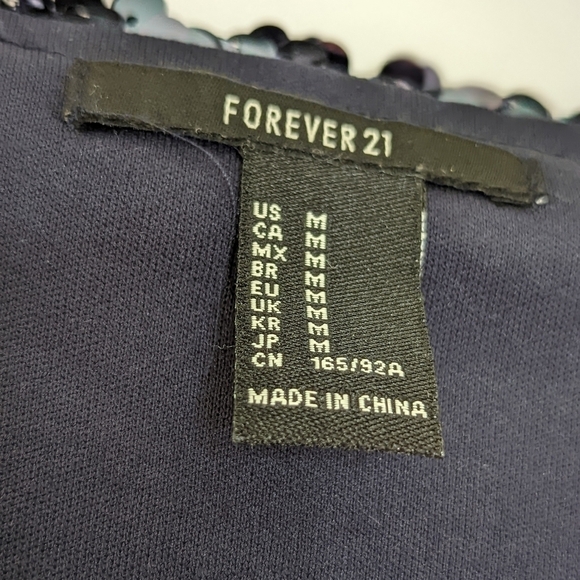 FOREVER 21
US M
CA M
MX M
BR M
EU M
UK M
KR M
JP M
CN 165/92A
MADE IN CHINA